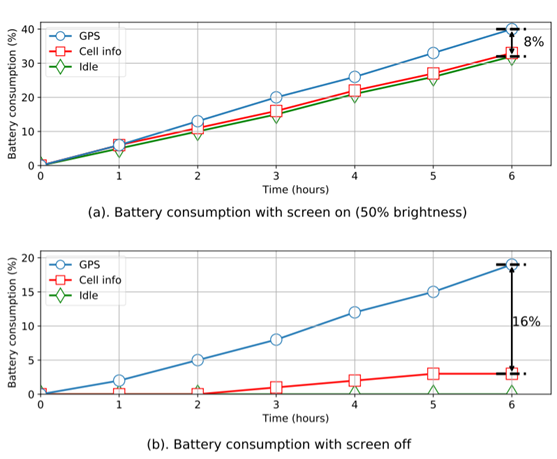 40
30
20
10
0
Battery consumption (%)
GPS
Cell info
Idle
8%
0 1 2 3 4 5 6
Time (hours)
(a). Battery consumption with screen on (50% brightness)
20
15
10
5
0
Battery consumption (%)
GPS
Cell info
Idle
16%
0 1 2 3 4 5 6
Time (hours)
(b). Battery consumption with screen off